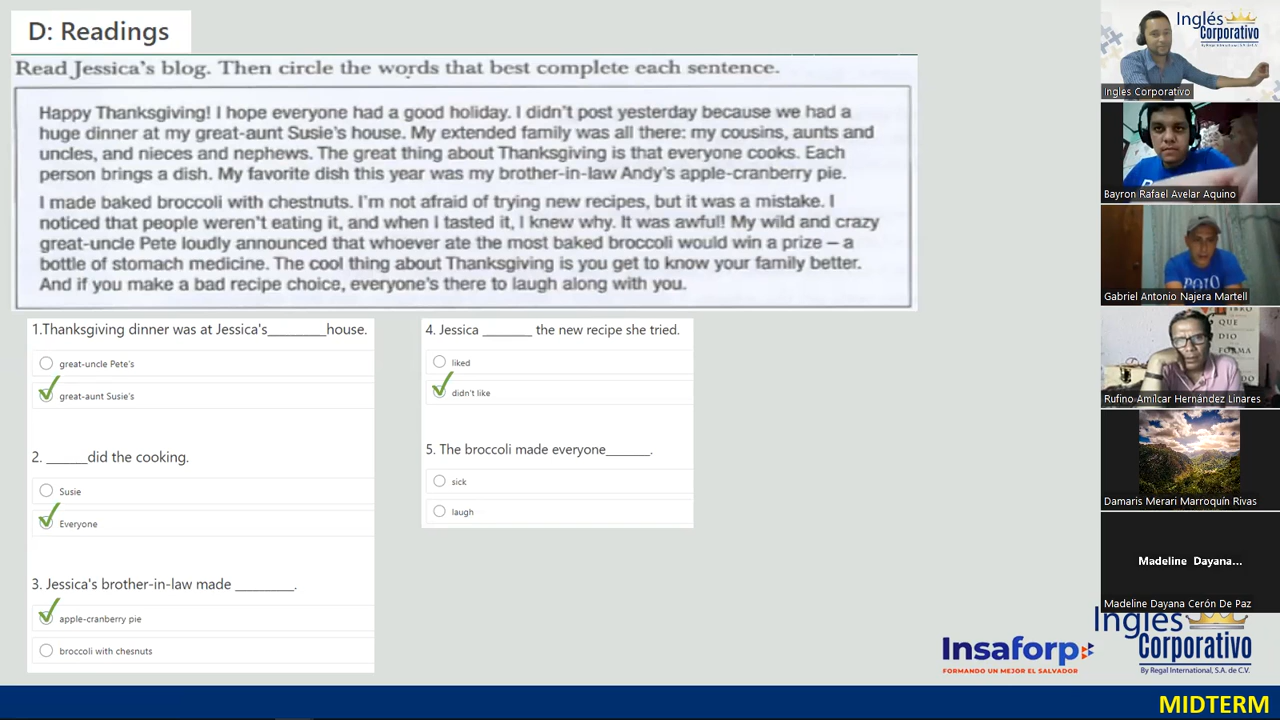 D: Readings
Read Jessica's blog. Then circle the words that best complete each sentence.
Happy Thanksgiving! I hope everyone had a good day. I didn't post yesterday because we had a
huge dinner at my great-aunt Susie's house. My extended family was all there: my cousins, aunts and
uncles, and nieces and nephews. The great thing about Thanksgiving is that everyone cooks. Each
person brings a dish. My favorite dish this year was my brother-in-law Andy's apple-cranberry pie.
I made baked broccoli with chestnuts. I'm not afraid of trying new recipes, but it was a mistake. I
noticed that people weren't eating it, and when I tasted it, I knew why. It was awful! My wild and crazy
great-uncle Pete loudly announced that whoever ate the most baked broccoli would win a prize – a
bottle of stomach medicine. The cool thing about Thanksgiving is you get to know your family better.
And if you make a bad recipe choice, everyone's there to laugh along with you.
1.Thanksgiving dinner was at Jessica's________house.
great-uncle Pete's
great-aunt Susie's
2. ______did the cooking.
Susie
Everyone
3. Jessica's brother-in-law made ________.
apple-cranberry pie
broccoli with chesnuts
4. Jessica _______ the new recipe she tried.
liked
didn't like
5. The broccoli made everyone______.
sick
laugh
Inglés
Corporativo
By Regal International, S.A. de C.V.
Ingles Corporativo
Bayron Rafael Avelar Aquino
POLO
Gabriel Antonio Najera Martell
QUE
DIO
FORMA
Rufino Amílcar Hernández Linares
Damaris Merari Marroquín Rivas
Madeline Dayana...
Madeline Dayana Cerón De Paz
Insaforp
FORMANDO UN MEJOR EL SALVADOR
Inglés
Corporativo
By Regal International, S.A. de C.V.
MIDTERM